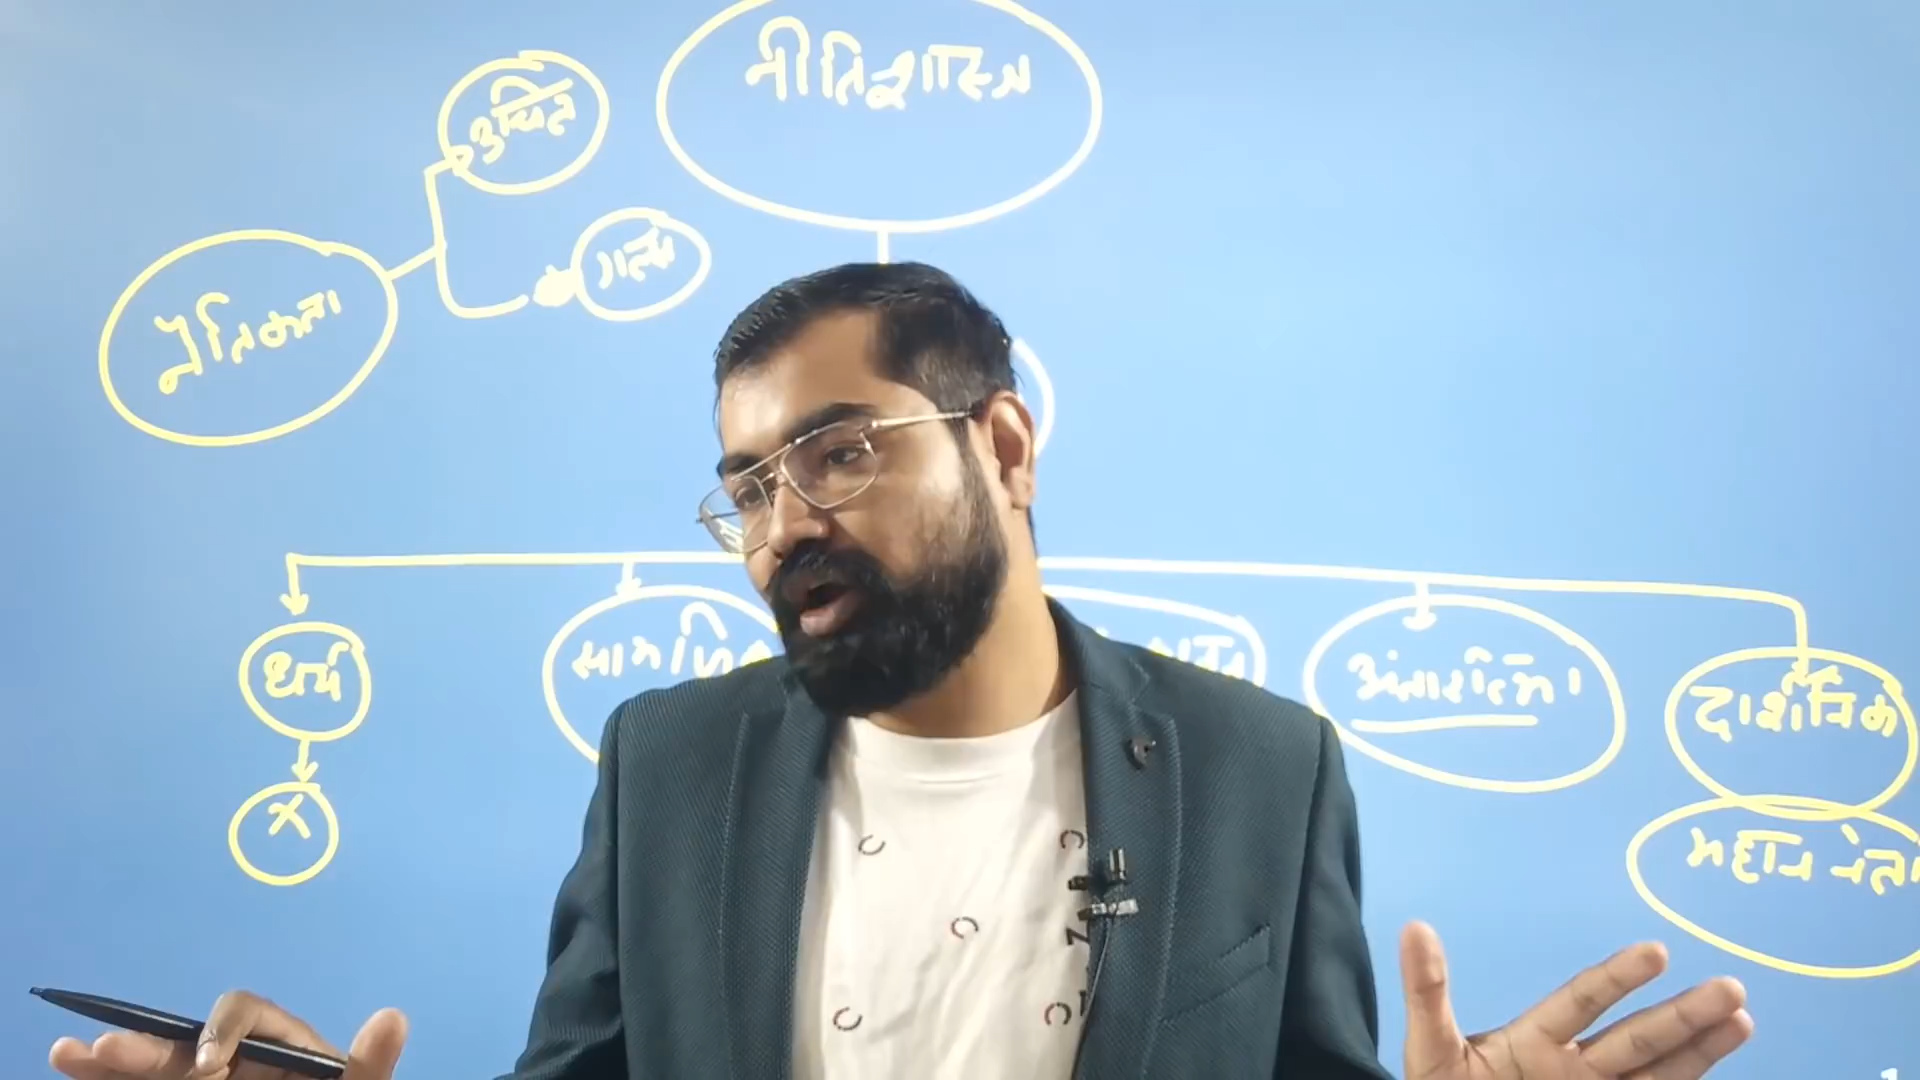 नीतिशास्त्र
उचित
गलत
नैतिकता
धर्म
सामाजि
अंतरात्मा
दार्शनिक
X
महान नेता